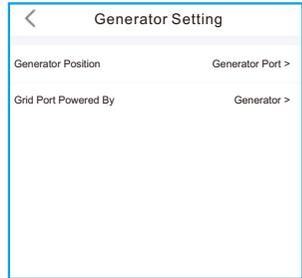 Generator Setting
Generator Position Generator Port >
Grid Port Powered By Generator >